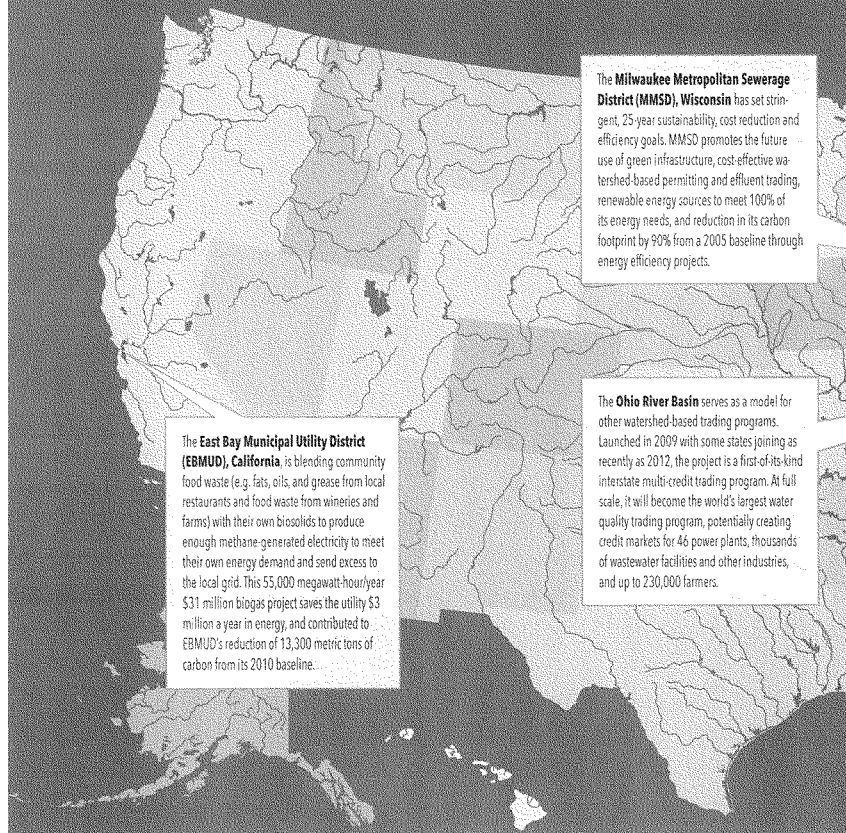 The Milwaukee Metropolitan Sewerage
District (MMSD), Wisconsin has set strin-
gent, 25-year sustainability, cost reduction and
efficiency goals. MMSD promotes the future
use of green infrastructure, cost-effective wa-
tershed-based permitting and effluent trading,
renewable energy sources to meet 100% of
its energy needs, and reduction in its carbon
footprint by 90% from a 2005 baseline through
energy efficiency projects.
The Ohio River Basin serves as a model for
other watershed-based trading programs.
Launched in 2009 with some states joining as
recently as 2012, the project is a first-of-its-kind
interstate multi-credit trading program. At full
scale, it will become the world's largest water
quality trading program, potentially creating
credit markets for 46 power plants, thousands
of wastewater facilities and other industries,
and up to 230,000 farmers.
The East Bay Municipal Utility District
(EBMUD), California, is blending community
food waste (e.g. fats, oils, and grease from local
restaurants and food waste from wineries and
farms) with their own biosolids to produce
enough methane-generated electricity to meet
their own energy demand and send excess to
the local grid. This 55,000 megawatt-hour/year
$31 million biogas project saves the utility $3
million a year in energy, and contributed to
EBMUD's reduction of 13,300 metric tons of
carbon from its 2010 baseline.